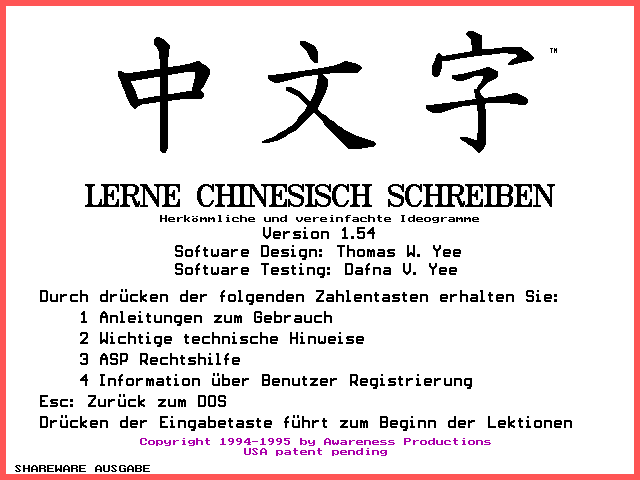 中文字 ™
LERNE CHINESISCH SCHREIBEN
Herkömmliche und vereinfachte Ideogramme
Version 1.54
Software Design: Thomas W. Yee
Software Testing: Dafna V. Yee
Durch drücken der folgenden Zahlentasten erhalten Sie:
1 Anleitungen zum Gebrauch
2 Wichtige technische Hinweise
3 ASP Rechtshilfe
4 Information über Benutzer Registrierung
Esc: Zurück zum DOS
Drücken der Eingabetaste führt zum Beginn der Lektionen
Copyright 1994-1995 by Awareness Productions
USA patent pending
SHAREWARE AUSGABE